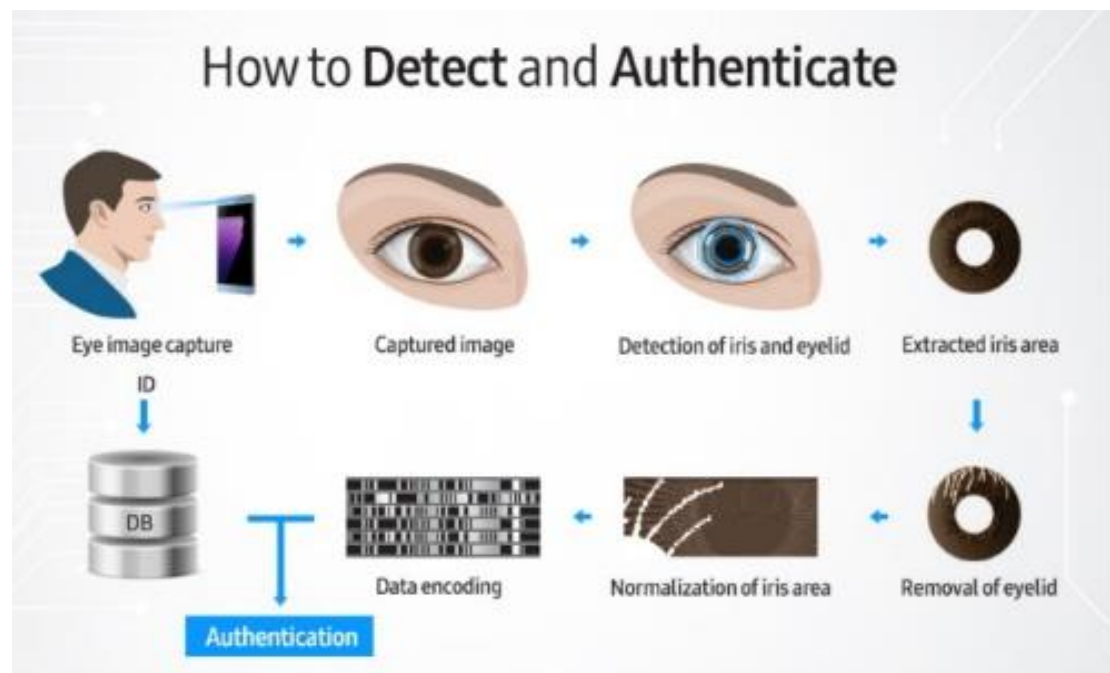 How to Detect and Authenticate
Eye image capture
Captured image
Detection of iris and eyelid
Extracted iris area
ID
DB
Data encoding
Normalization of iris area
Removal of eyelid
Authentication